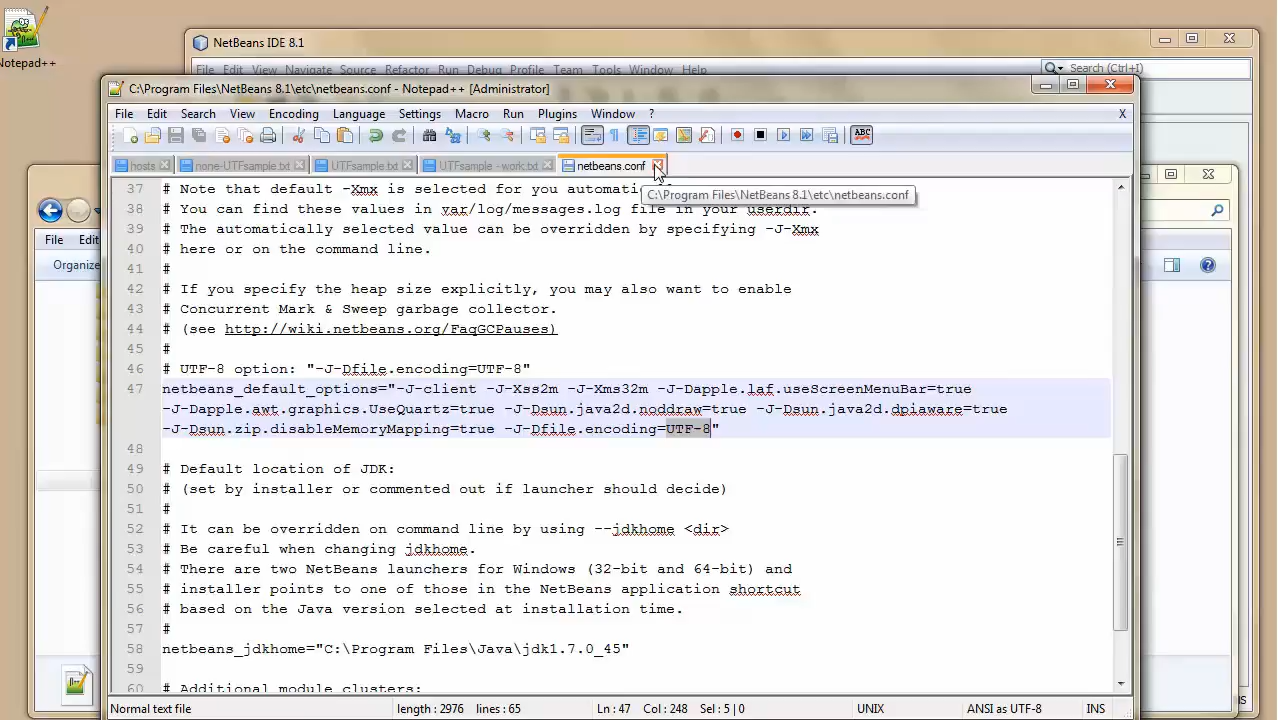 Notepad++
NetBeans IDE 8.1
File Edit View Navigate Source Refactor Run Debug Profile Team Tools Window Help
Search (Ctrl+I)
C:\Program Files\NetBeans 8.1\etc\netbeans.conf - Notepad++ [Administrator]
File Edit Search View Encoding Language Settings Macro Run Plugins Window ? X
ABC
hosts none-UTFsample.txt UTFsample.txt UTFsample - work.txt netbeans.conf
C:\Program Files\NetBeans 8.1\etc\netbeans.conf
File Edit
Organize
37 # Note that default -Xmx is selected for you automatic
38 # You can find these values in var/log/messages.log file in your userdir.
39 # The automatically selected value can be overridden by specifying -J-Xmx
40 # here or on the command line.
41 #
42 # If you specify the heap size explicitly, you may also want to enable
43 # Concurrent Mark & Sweep garbage collector.
44 # (see http://wiki.netbeans.org/FaqGCPauses)
45 #
46 # UTF-8 option: "-J-Dfile.encoding=UTF-8"
47 netbeans_default_options="-J-client -J-Xss2m -J-Xms32m -J-Dapple.laf.useScreenMenuBar=true
-J-Dapple.awt.graphics.UseQuartz=true -J-Dsun.java2d.noddraw=true -J-Dsun.java2d.dpiaware=true
-J-Dsun.zip.disableMemoryMapping=true -J-Dfile.encoding=UTF-8"
48
49 # Default location of JDK:
50 # (set by installer or commented out if launcher should decide)
51 #
52 # It can be overridden on command line by using --jdkhome <dir>
53 # Be careful when changing jdkhome.
54 # There are two NetBeans launchers for Windows (32-bit and 64-bit) and
55 # installer points to one of those in the NetBeans application shortcut
56 # based on the Java version selected at installation time.
57 #
58 netbeans_jdkhome="C:\Program Files\Java\jdk1.7.0_45"
59
60 # Additional module clusters:
Normal text file length : 2976 lines : 65 Ln : 47 Col : 248 Sel : 5 | 0 UNIX ANSI as UTF-8 INS